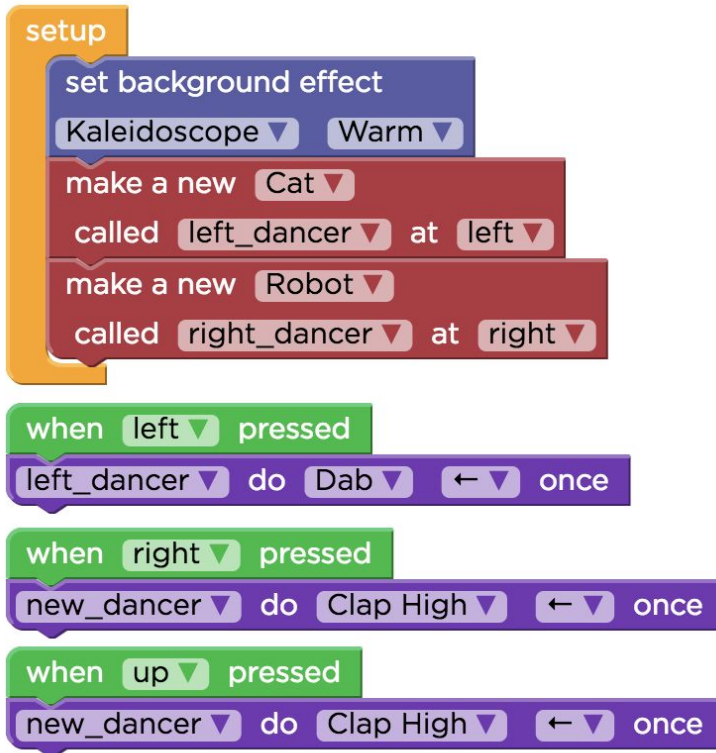 setup
set background effect
Kaleidoscope ▼ Warm ▼
make a new Cat ▼
called left_dancer ▼ at left ▼
make a new Robot ▼
called right_dancer ▼ at right ▼
when left ▼ pressed
left_dancer ▼ do Dab ▼ ← ▼ once
when right ▼ pressed
new_dancer ▼ do Clap High ▼ ← ▼ once
when up ▼ pressed
new_dancer ▼ do Clap High ▼ ← ▼ once